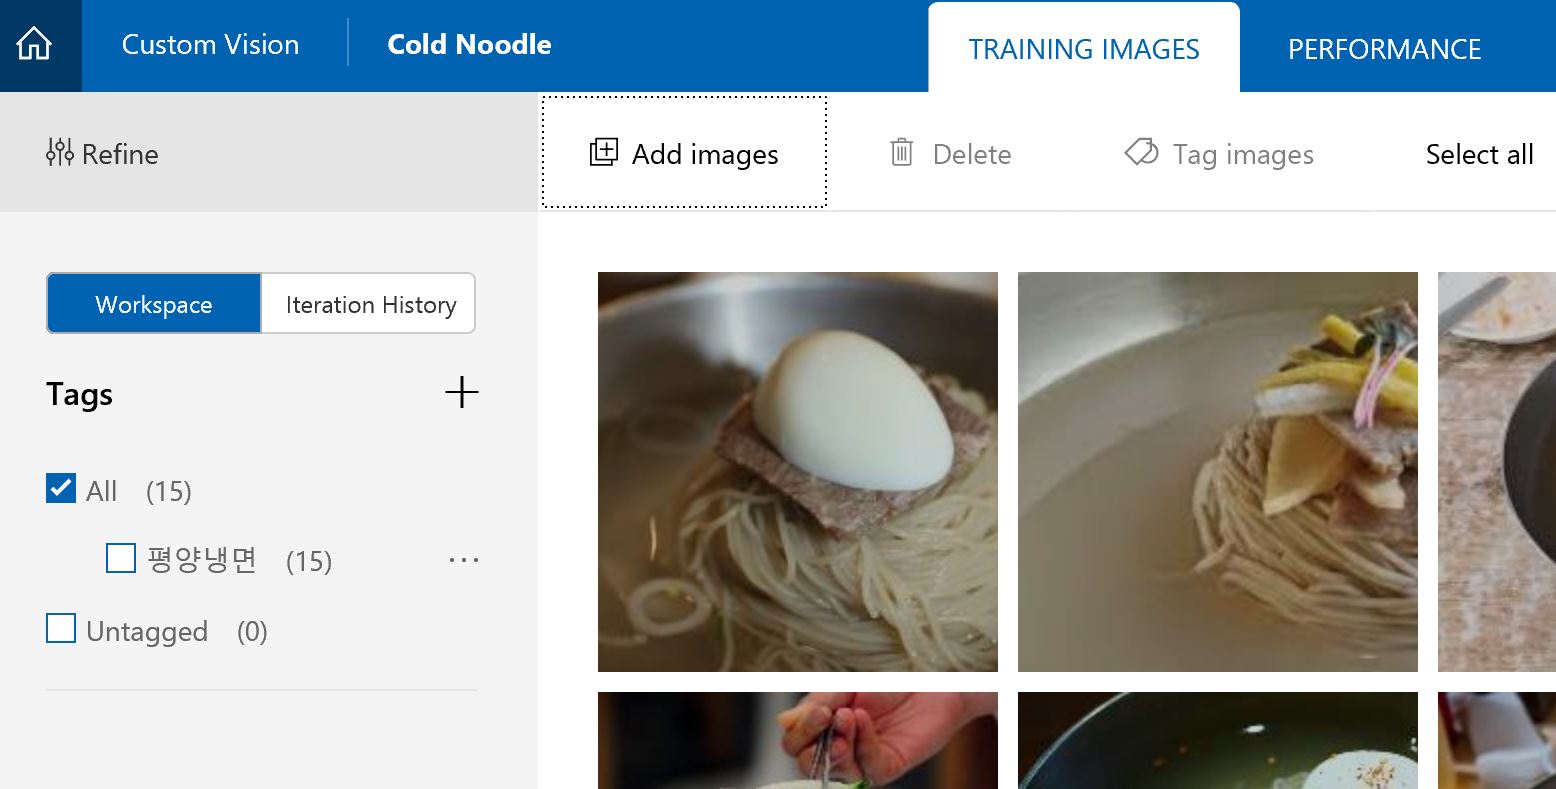 Custom Vision
Cold Noodle
TRAINING IMAGES
PERFORMANCE
Refine
Add images
Delete
Tag images
Select all
Workspace
Iteration History
Tags
All (15)
평양냉면 (15)
Untagged (0)